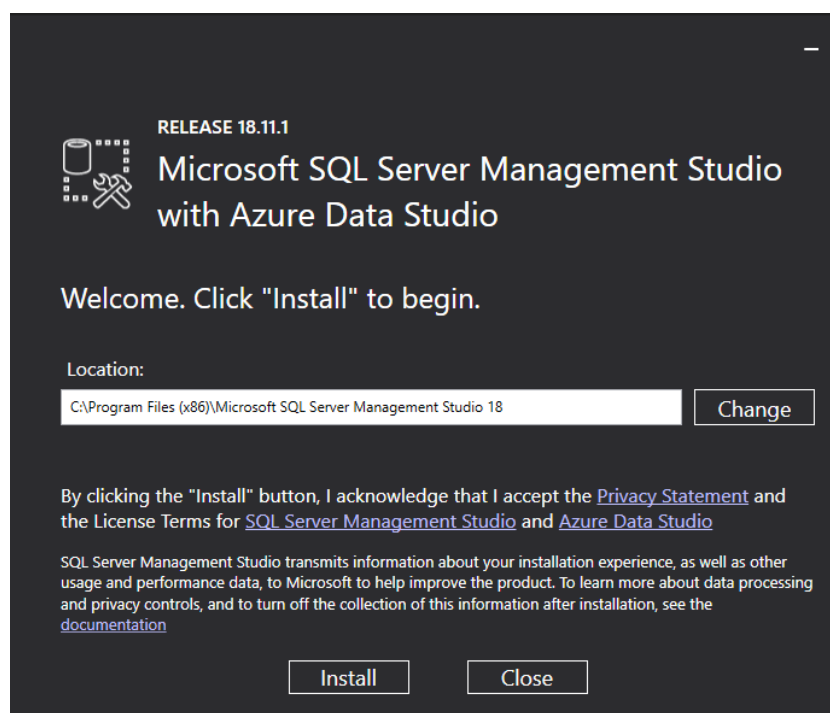 RELEASE 18.11.1
Microsoft SQL Server Management Studio
with Azure Data Studio
Welcome. Click "Install" to begin.
Location:
C:\Program Files (x86)\Microsoft SQL Server Management Studio 18
Change
By clicking the "Install" button, I acknowledge that I accept the Privacy Statement and
the License Terms for SQL Server Management Studio and Azure Data Studio
SQL Server Management Studio transmits information about your installation experience, as well as other
usage and performance data, to Microsoft to help improve the product. To learn more about data processing
and privacy controls, and to turn off the collection of this information after installation, see the
documentation
Install
Close